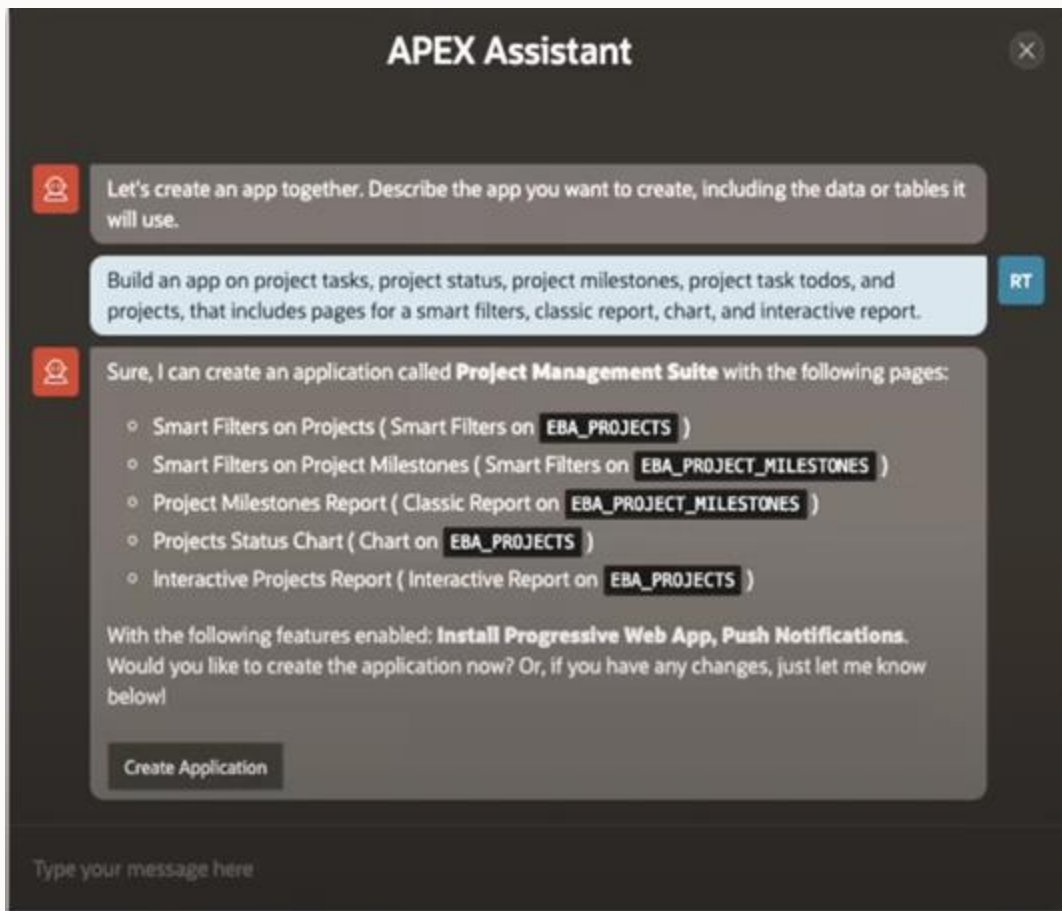 APEX Assistant
Let's create an app together. Describe the app you want to create, including the data or tables it
will use.
Build an app on project tasks, project status, project milestones, project task todos, and
projects, that includes pages for a smart filters, classic report, chart, and interactive report.
RT
Sure, I can create an application called Project Management Suite with the following pages:
Smart Filters on Projects ( Smart Filters on EBA_PROJECTS )
Smart Filters on Project Milestones ( Smart Filters on EBA_PROJECT_MILESTONES )
Project Milestones Report ( Classic Report on EBA_PROJECT_MILESTONES )
Projects Status Chart ( Chart on EBA_PROJECTS )
Interactive Projects Report ( Interactive Report on EBA_PROJECTS )
With the following features enabled: Install Progressive Web App, Push Notifications.
Would you like to create the application now? Or, if you have any changes, just let me know
below!
Create Application
Type your message here